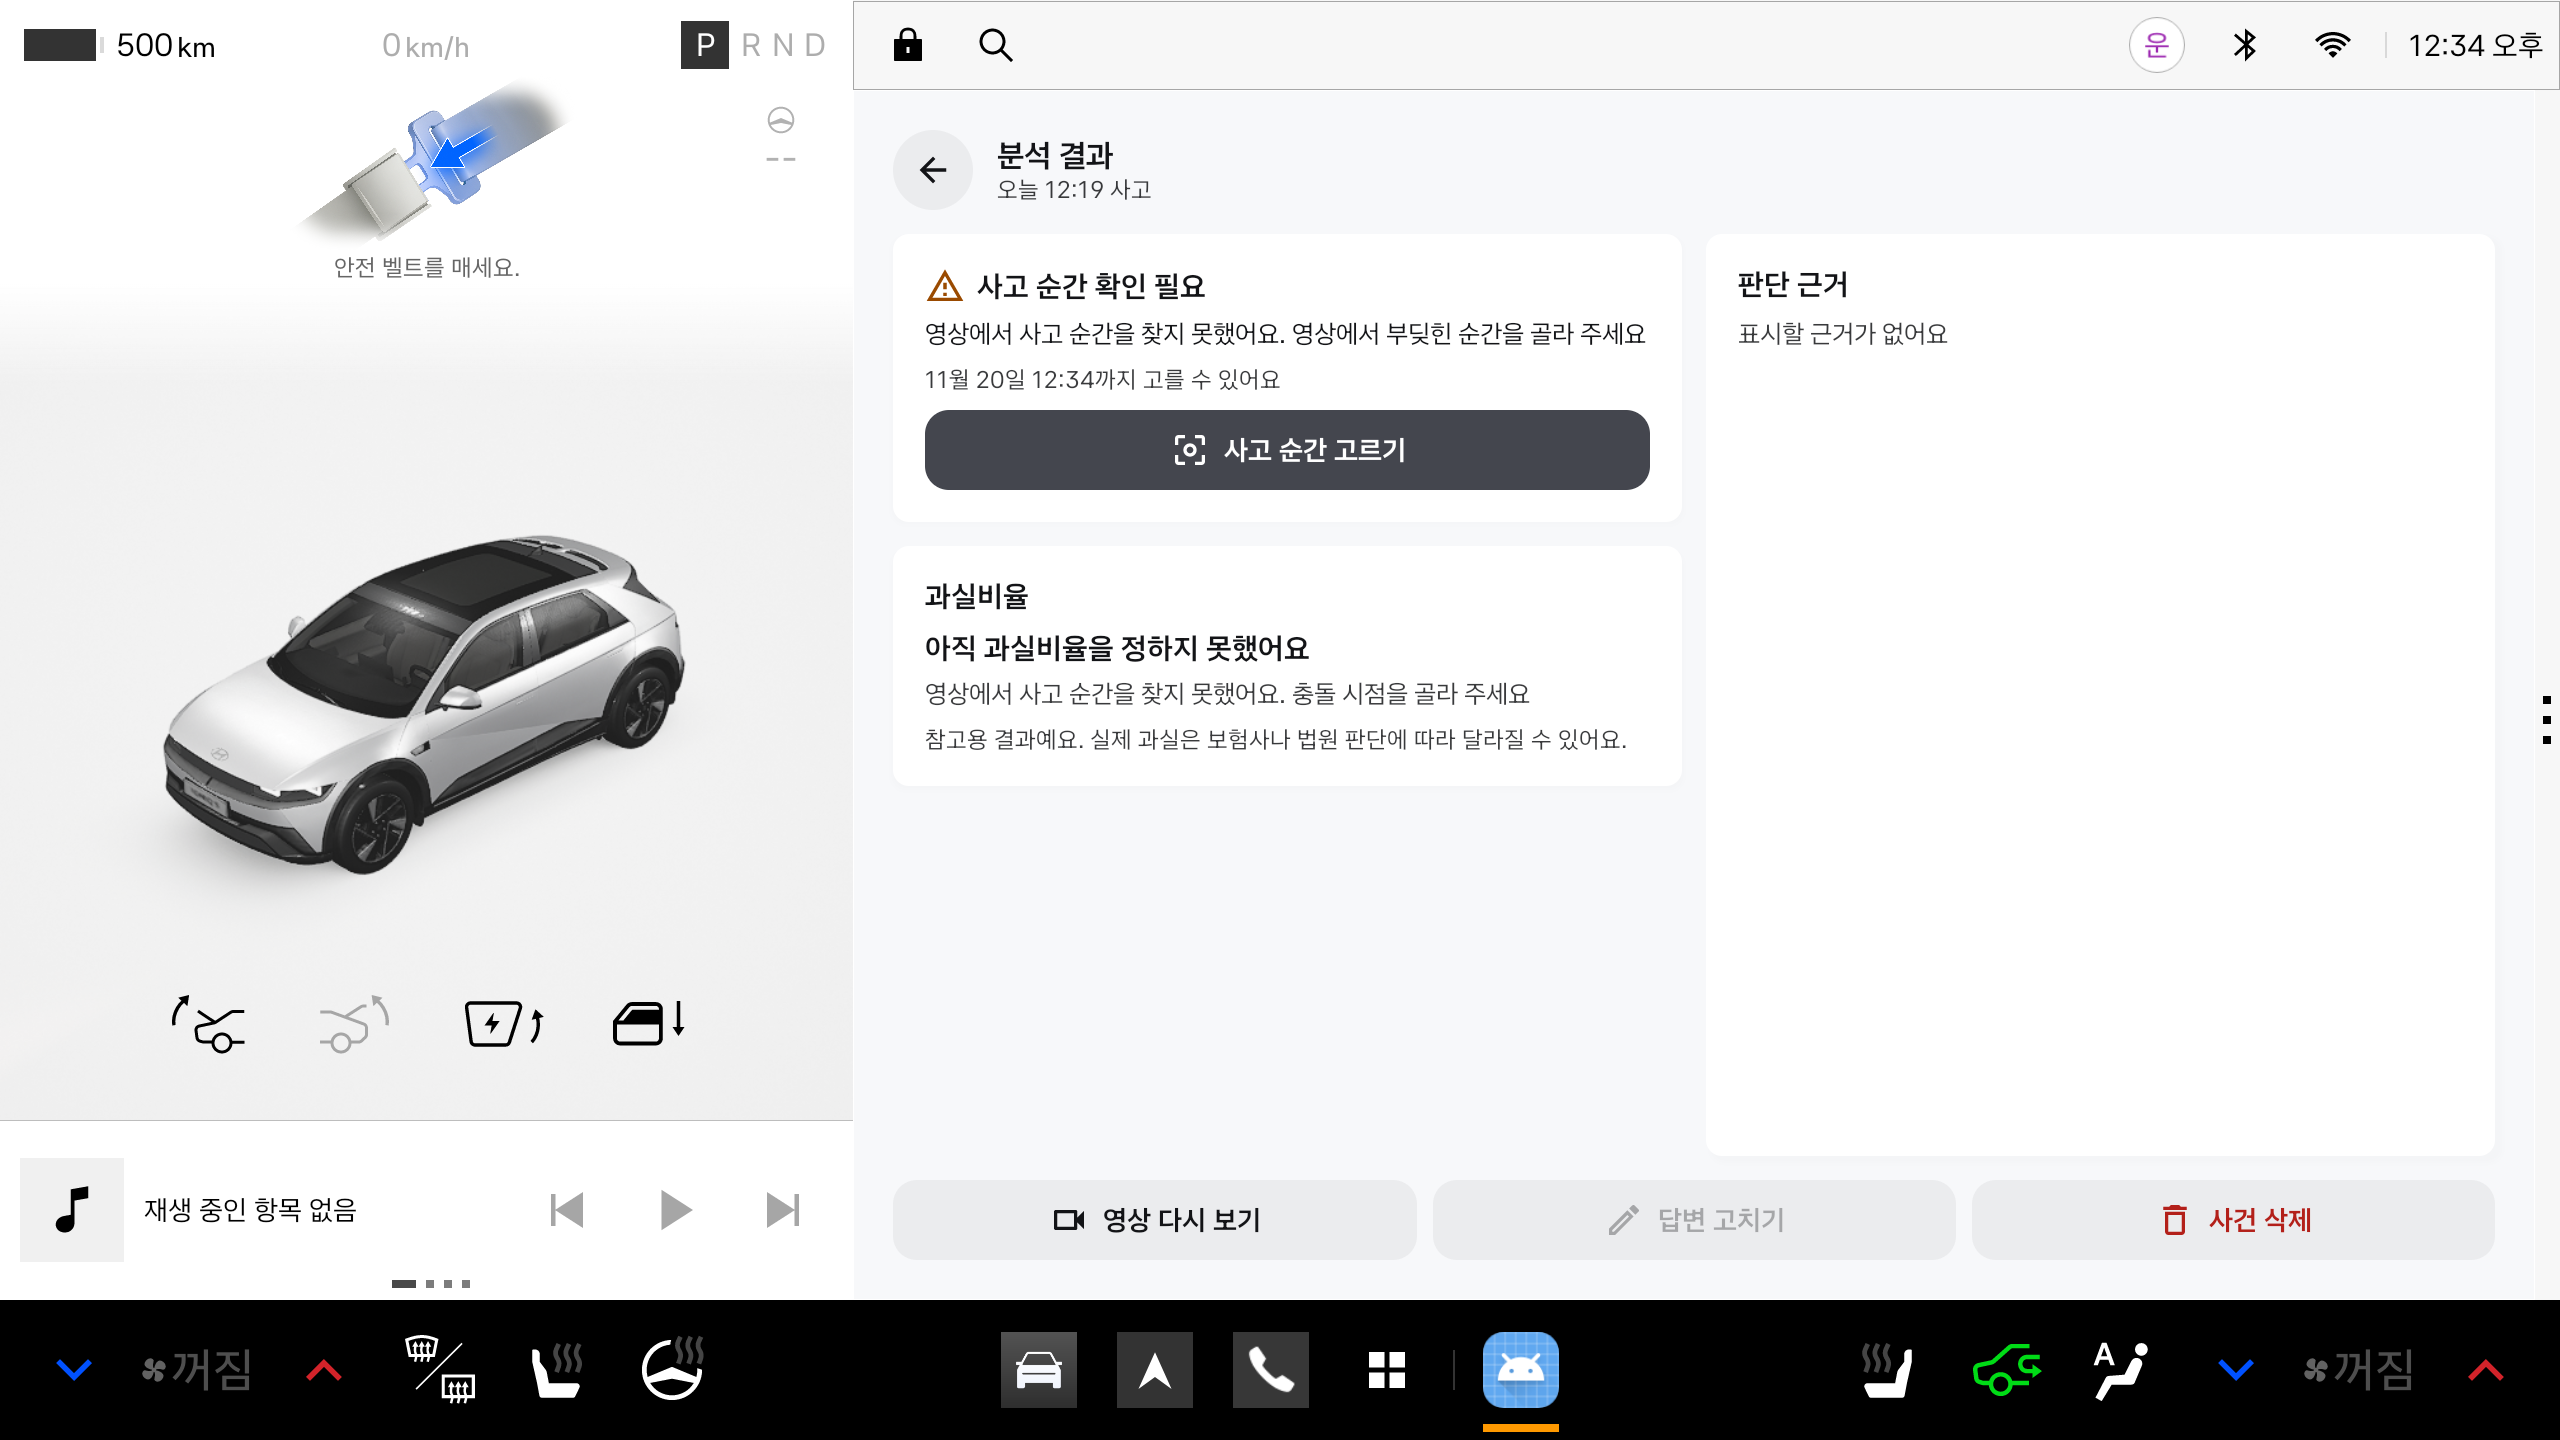 500 km
0 km/h
P R N D
안전 벨트를 매세요.
재생 중인 항목 없음
운
12:34 오후
분석 결과
오늘 12:19 사고
사고 순간 확인 필요
영상에서 사고 순간을 찾지 못했어요. 영상에서 부딪힌 순간을 골라 주세요
11월 20일 12:34까지 고를 수 있어요
사고 순간 고르기
과실비율
아직 과실비율을 정하지 못했어요
영상에서 사고 순간을 찾지 못했어요. 충돌 시점을 골라 주세요
참고용 결과예요. 실제 과실은 보험사나 법원 판단에 따라 달라질 수 있어요.
판단 근거
표시할 근거가 없어요
영상 다시 보기
답변 고치기
사건 삭제
꺼짐
A
꺼짐